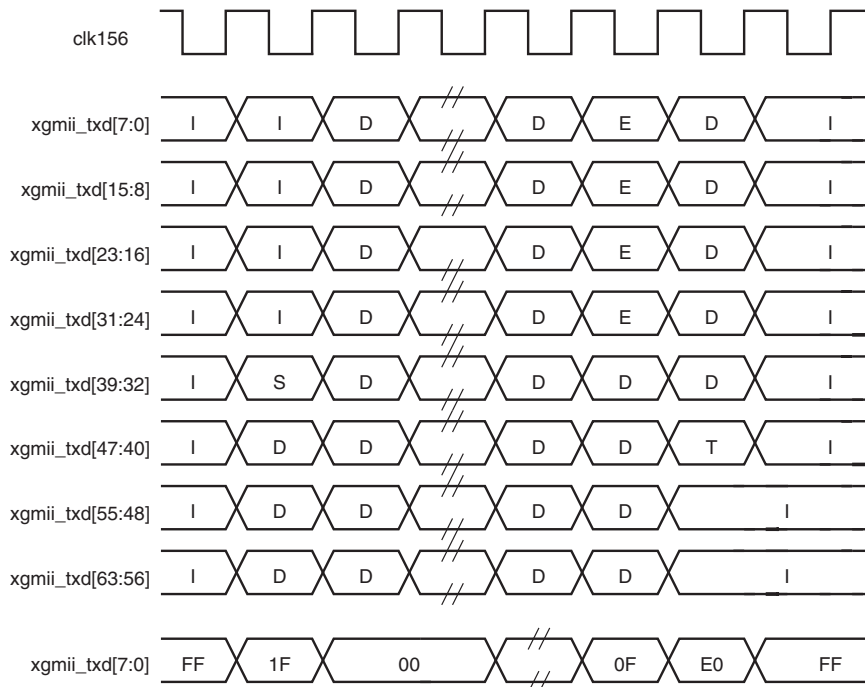 clk156
xgmii_txd[7:0] I I D D E D I
xgmii_txd[15:8] I I D D E D I
xgmii_txd[23:16] I I D D E D I
xgmii_txd[31:24] I I D D E D I
xgmii_txd[39:32] I S D D D D I
xgmii_txd[47:40] I D D D D T I
xgmii_txd[55:48] I D D D D I
xgmii_txd[63:56] I D D D D I
xgmii_txd[7:0] FF 1F 00 0F E0 FF